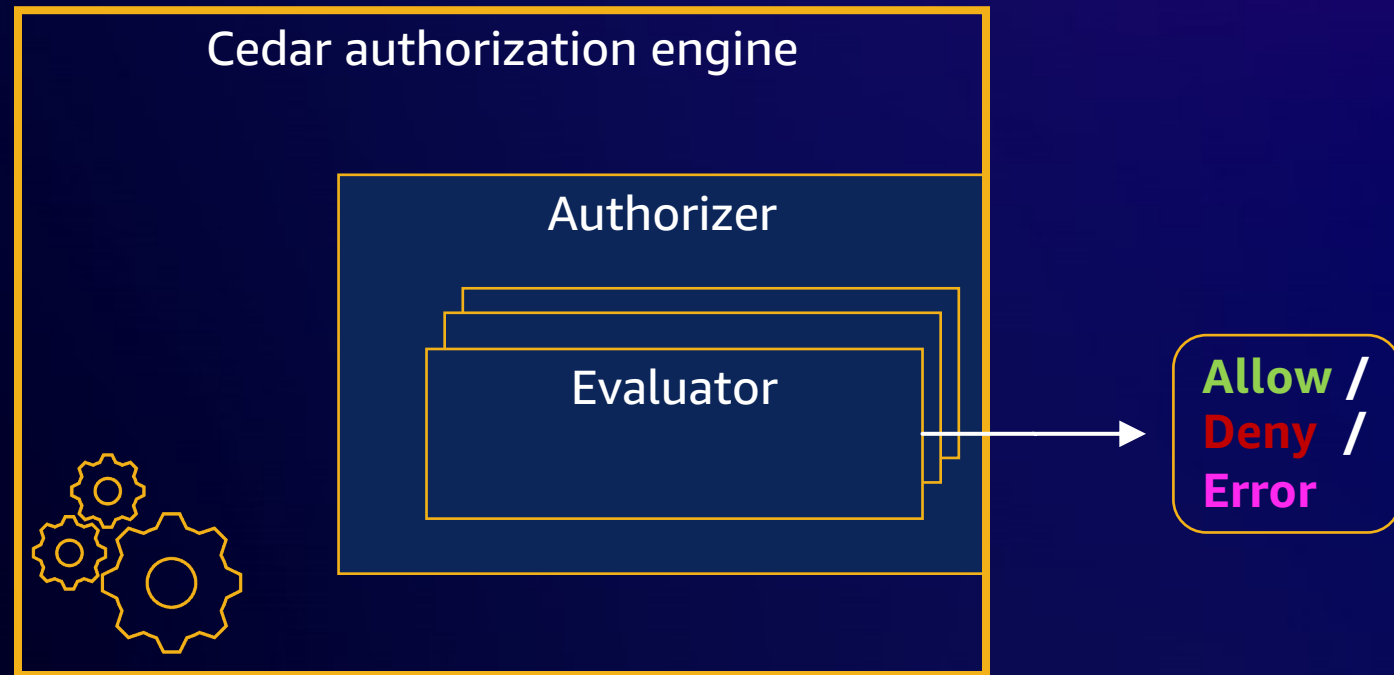 Cedar authorization engine
Authorizer
Evaluator
Allow /
Deny /
Error